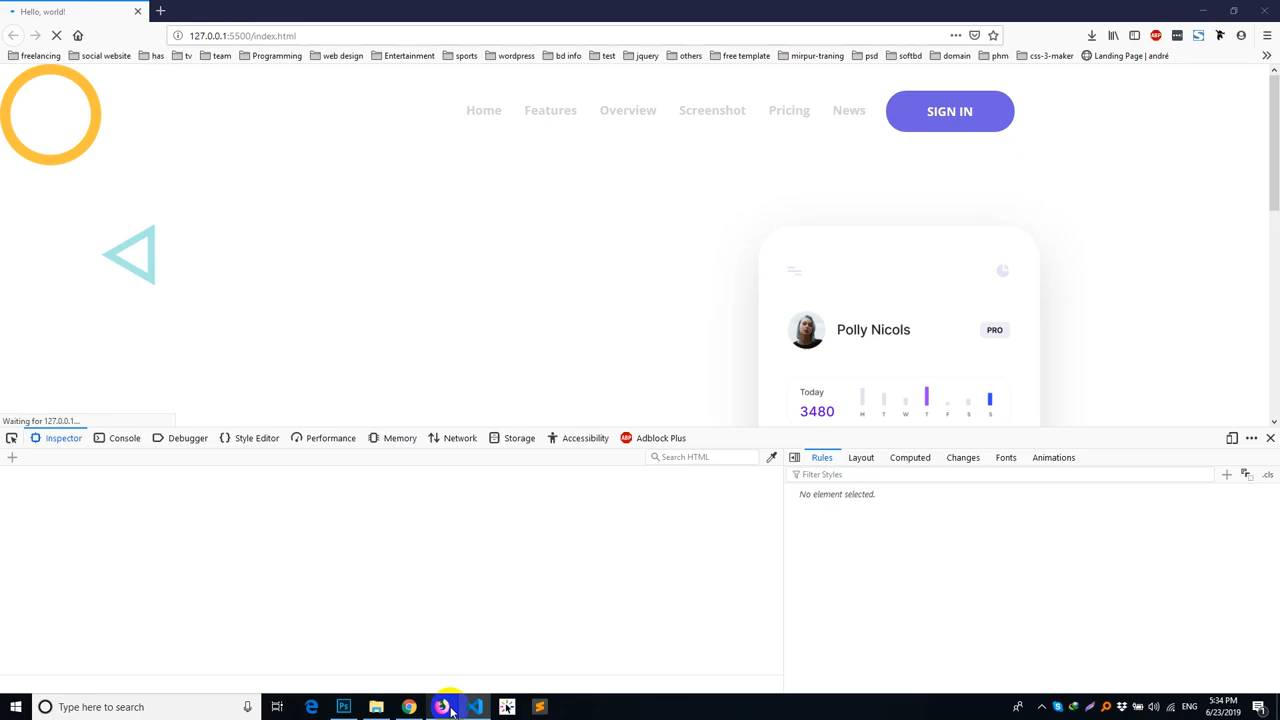 Hello, world!
127.0.0.1:5500/index.html
freelancing social website has tv team Programming web design Entertainment sports wordpress bd info test jquery others free template mirpur-traning psd softbd domain phm css-3-maker Landing Page | andré
Home Features Overview Screenshot Pricing News SIGN IN
Polly Nicols PRO
Today
3480
M T W T F S S
Waiting for 127.0.0.1...
Inspector Console Debugger Style Editor Performance Memory Network Storage Accessibility Adblock Plus
Search HTML
Rules Layout Computed Changes Fonts Animations
Filter Styles .cls
No element selected.
Type here to search
ENG
5:34 PM
6/23/2019